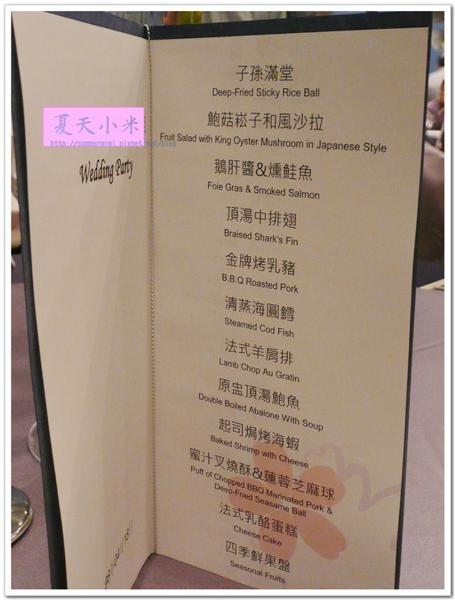 夏天小米
Wedding Party
子孫滿堂
Deep-Fried Sticky Rice Ball
鮑菇崧子和風沙拉
Fruit Salad with King Oyster Mushroom in Japanese Style
鵝肝醬&燻鮭魚
Foie Gras & Smoked Salmon
頂湯中排翅
Braised Shark's Fin
金牌烤乳豬
B.B.Q Roasted Pork
清蒸海圓鱈
Steamed Cod Fish
法式羊肩排
Lamb Chop Au Gratin
原盅頂湯鮑魚
Double Boiled Abalone With Soup
起司焗烤海蝦
Baked Shrimp with Cheese
蜜汁叉燒酥&蓮蓉芝麻球
Puff of Chopped BBQ Marinated Pork &
Deep-Fried Seasame Ball
法式乳酪蛋糕
Cheese Cake
四季鮮果盤
Seasonal Fruits